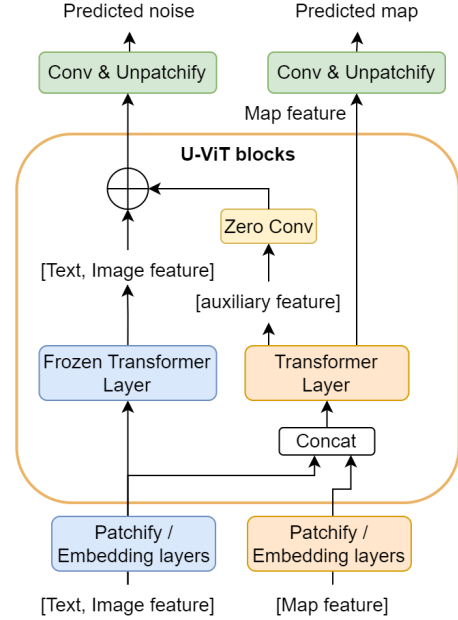 Predicted noise
Predicted map
Conv & Unpatchify
Conv & Unpatchify
Map feature
U-ViT blocks
Zero Conv
[Text, Image feature]
[auxiliary feature]
Frozen Transformer
Layer
Transformer
Layer
Concat
Patchify /
Embedding layers
Patchify /
Embedding layers
[Text, Image feature]
[Map feature]